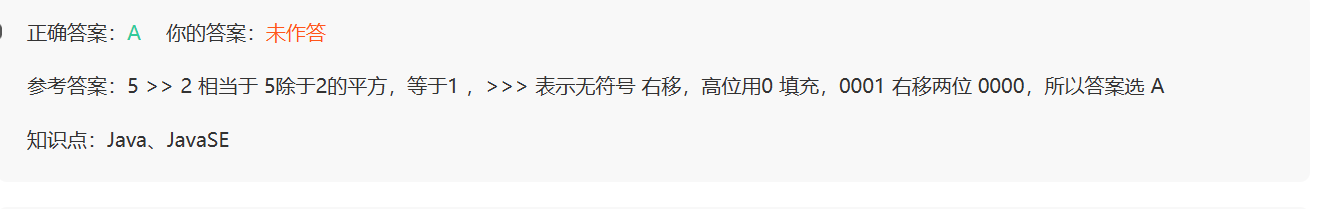 正确答案：A 你的答案：未作答
参考答案：5 >> 2 相当于 5除于2的平方，等于1 ，>>> 表示无符号 右移，高位用0 填充，0001 右移两位 0000，所以答案选 A
知识点：Java、JavaSE